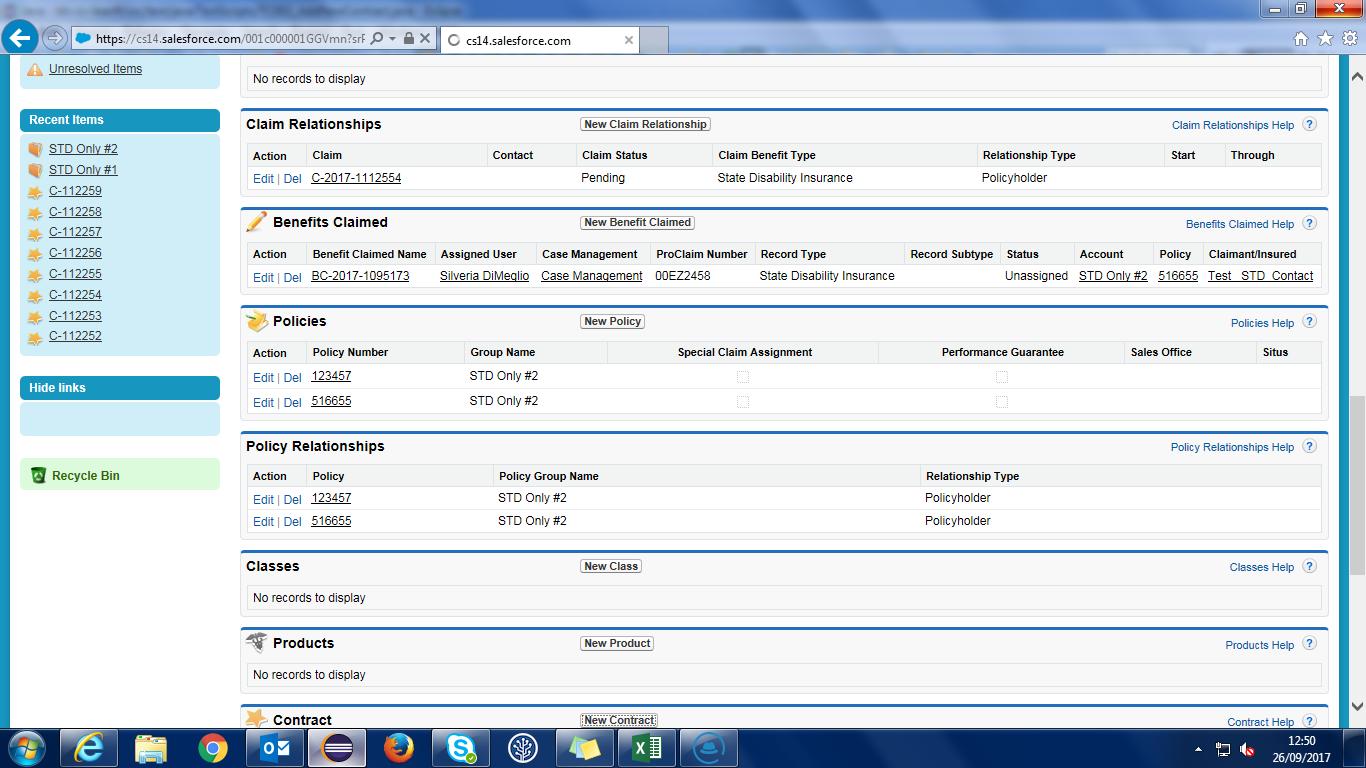 https://cs14.salesforce.com/001c000001GGVmn?srF
cs14.salesforce.com
Unresolved Items
Recent Items
STD Only #2
STD Only #1
C-112259
C-112258
C-112257
C-112256
C-112255
C-112254
C-112253
C-112252
Hide links
Recycle Bin
No records to display
Claim Relationships New Claim Relationship Claim Relationships Help ?
Action Claim Contact Claim Status Claim Benefit Type Relationship Type Start Through
Edit | Del C-2017-1112554 Pending State Disability Insurance Policyholder
Benefits Claimed New Benefit Claimed Benefits Claimed Help ?
Action Benefit Claimed Name Assigned User Case Management ProClaim Number Record Type Record Subtype Status Account Policy Claimant/Insured
Edit | Del BC-2017-1095173 Silveria DiMeglio Case Management 00EZ2458 State Disability Insurance Unassigned STD Only #2 516655 Test_STD_Contact
Policies New Policy Policies Help ?
Action Policy Number Group Name Special Claim Assignment Performance Guarantee Sales Office Situs
Edit | Del 123457 STD Only #2
Edit | Del 516655 STD Only #2
Policy Relationships Policy Relationships Help ?
Action Policy Policy Group Name Relationship Type
Edit | Del 123457 STD Only #2 Policyholder
Edit | Del 516655 STD Only #2 Policyholder
Classes New Class Classes Help ?
No records to display
Products New Product Products Help ?
No records to display
Contract New Contract Contract Help ?
12:50
26/09/2017